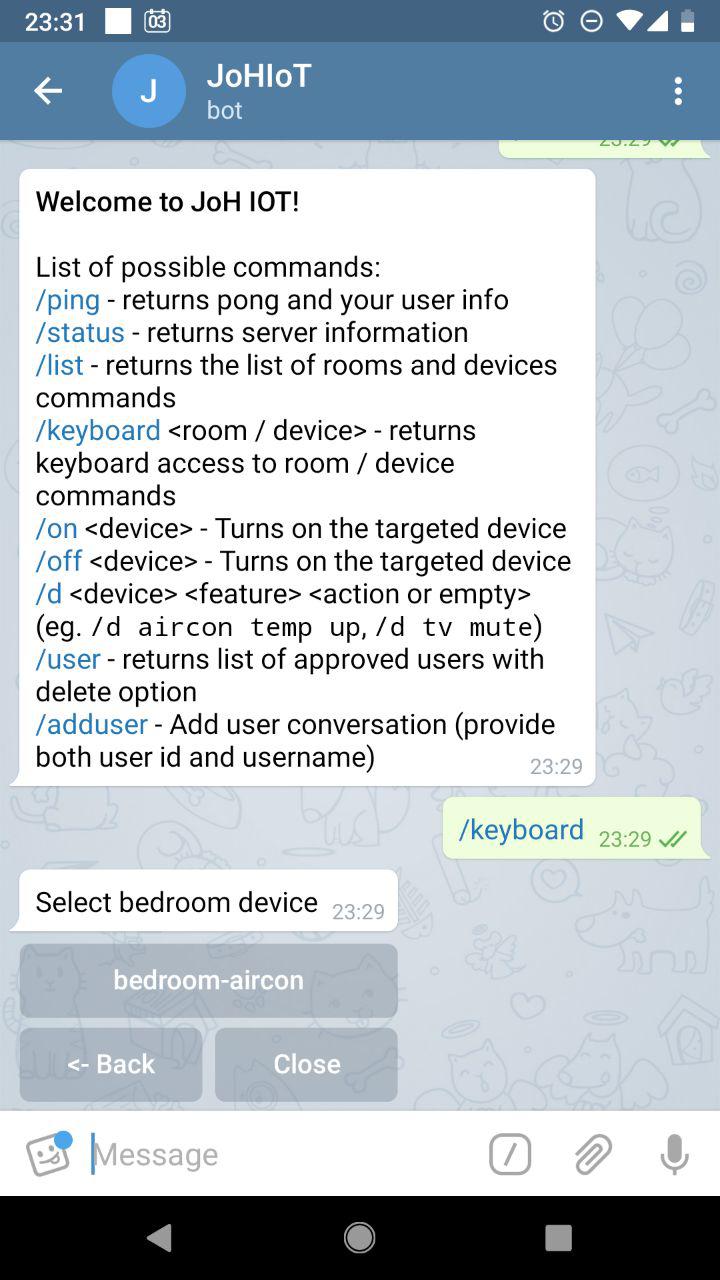 23:31
03
J
JoHIoT
bot
23:29
Welcome to JoH IOT!
List of possible commands:
/ping - returns pong and your user info
/status - returns server information
/list - returns the list of rooms and devices
commands
/keyboard <room / device> - returns
keyboard access to room / device
commands
/on <device> - Turns on the targeted device
/off <device> - Turns on the targeted device
/d <device> <feature> <action or empty>
(eg. /d aircon temp up, /d tv mute)
/user - returns list of approved users with
delete option
/adduser - Add user conversation (provide
both user id and username)
23:29
/keyboard 23:29
Select bedroom device 23:29
bedroom-aircon
<- Back
Close
Message
/